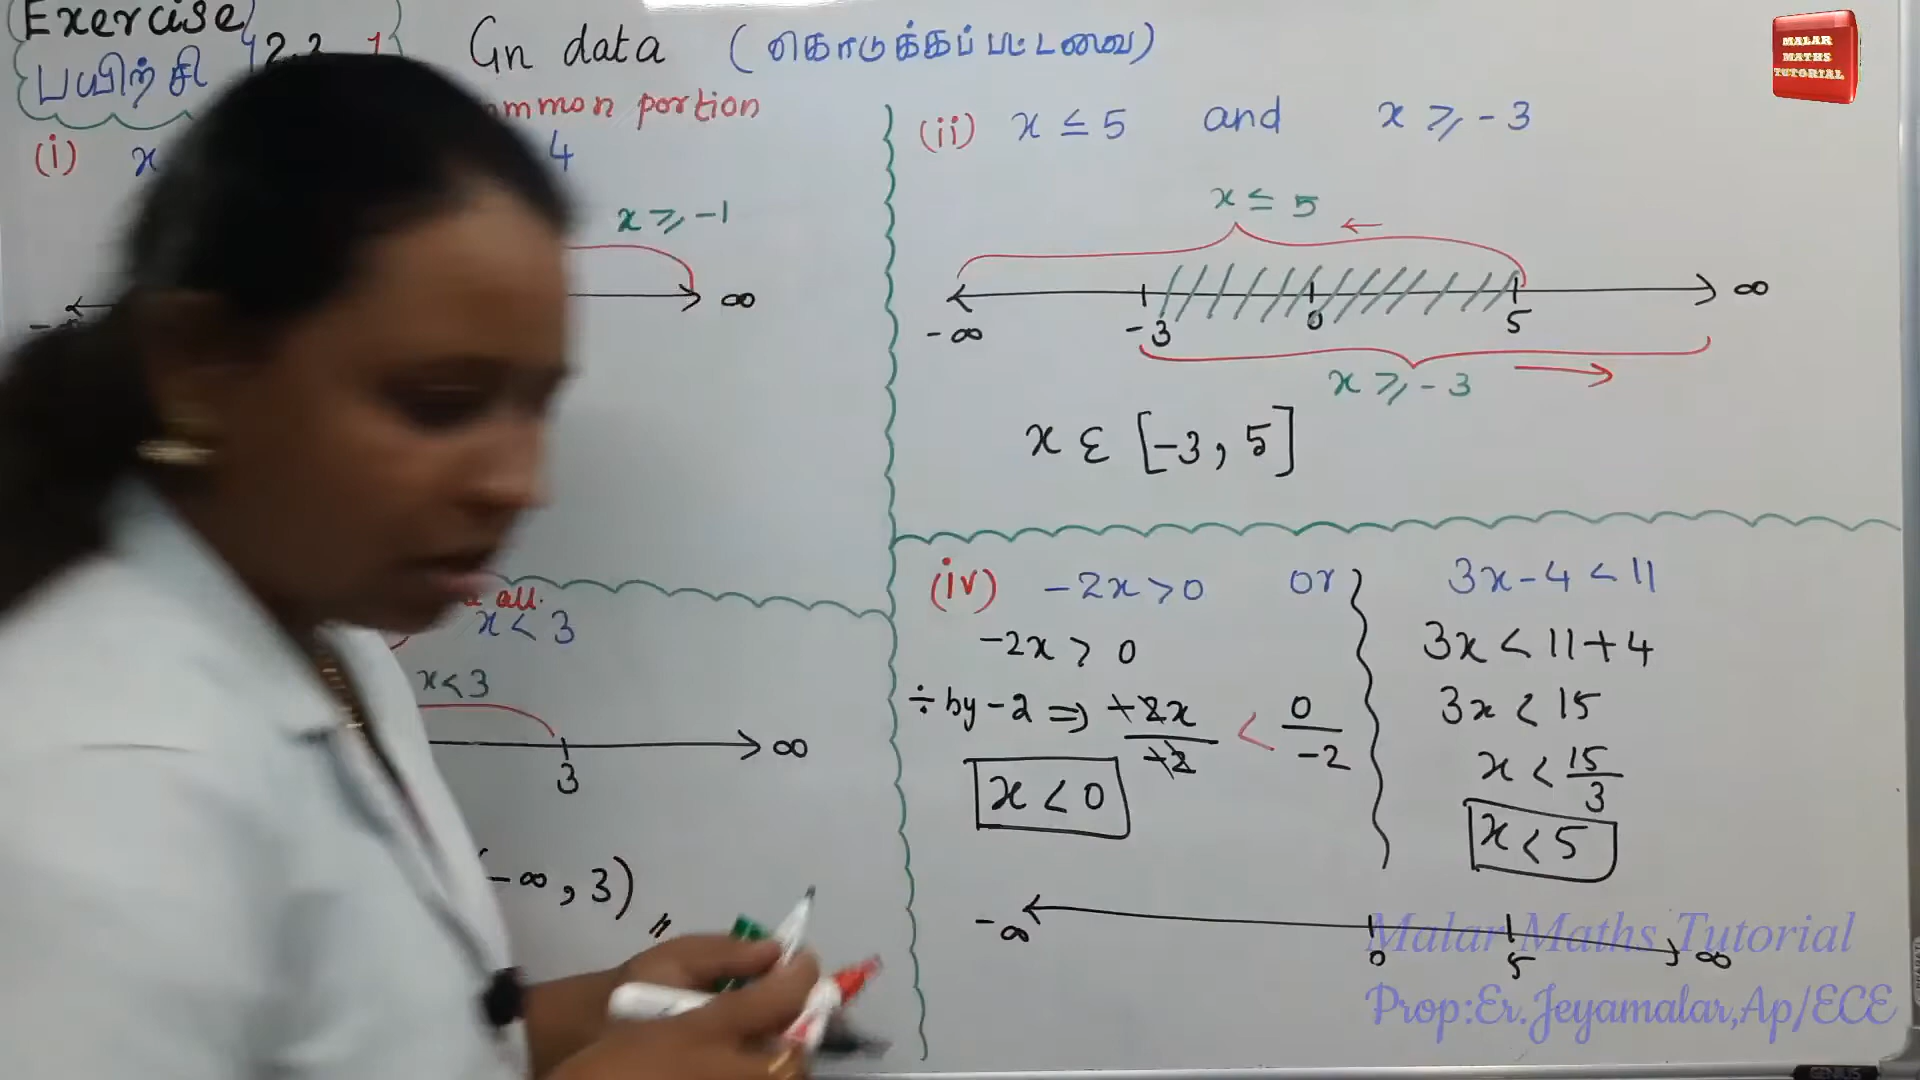 Exercise
பயிற்சி
Gn data (கொடுக்கப்பட்டவை)
portion
(i) x 4
x ≥ -1
∞
all.
x < 3
x<3
∞
3
-∞, 3) "
(ii) x ≤ 5 and x ≥ -3
x ≤ 5
-∞ -3 0 5 ∞
x ≥ -3
x ε [-3, 5]
(iv) -2x > 0 or 3x-4 < 11
-2x > 0
÷ by -2 ⇒ +2x/+2 < 0/-2
x < 0
3x < 11+4
3x < 15
x < 15/3
x < 5
-∞ 0 5 ∞
MALAR
MATHS
TUTORIAL
Malar Maths Tutorial
Prop:Er.Jeyamalar,Ap/ECE